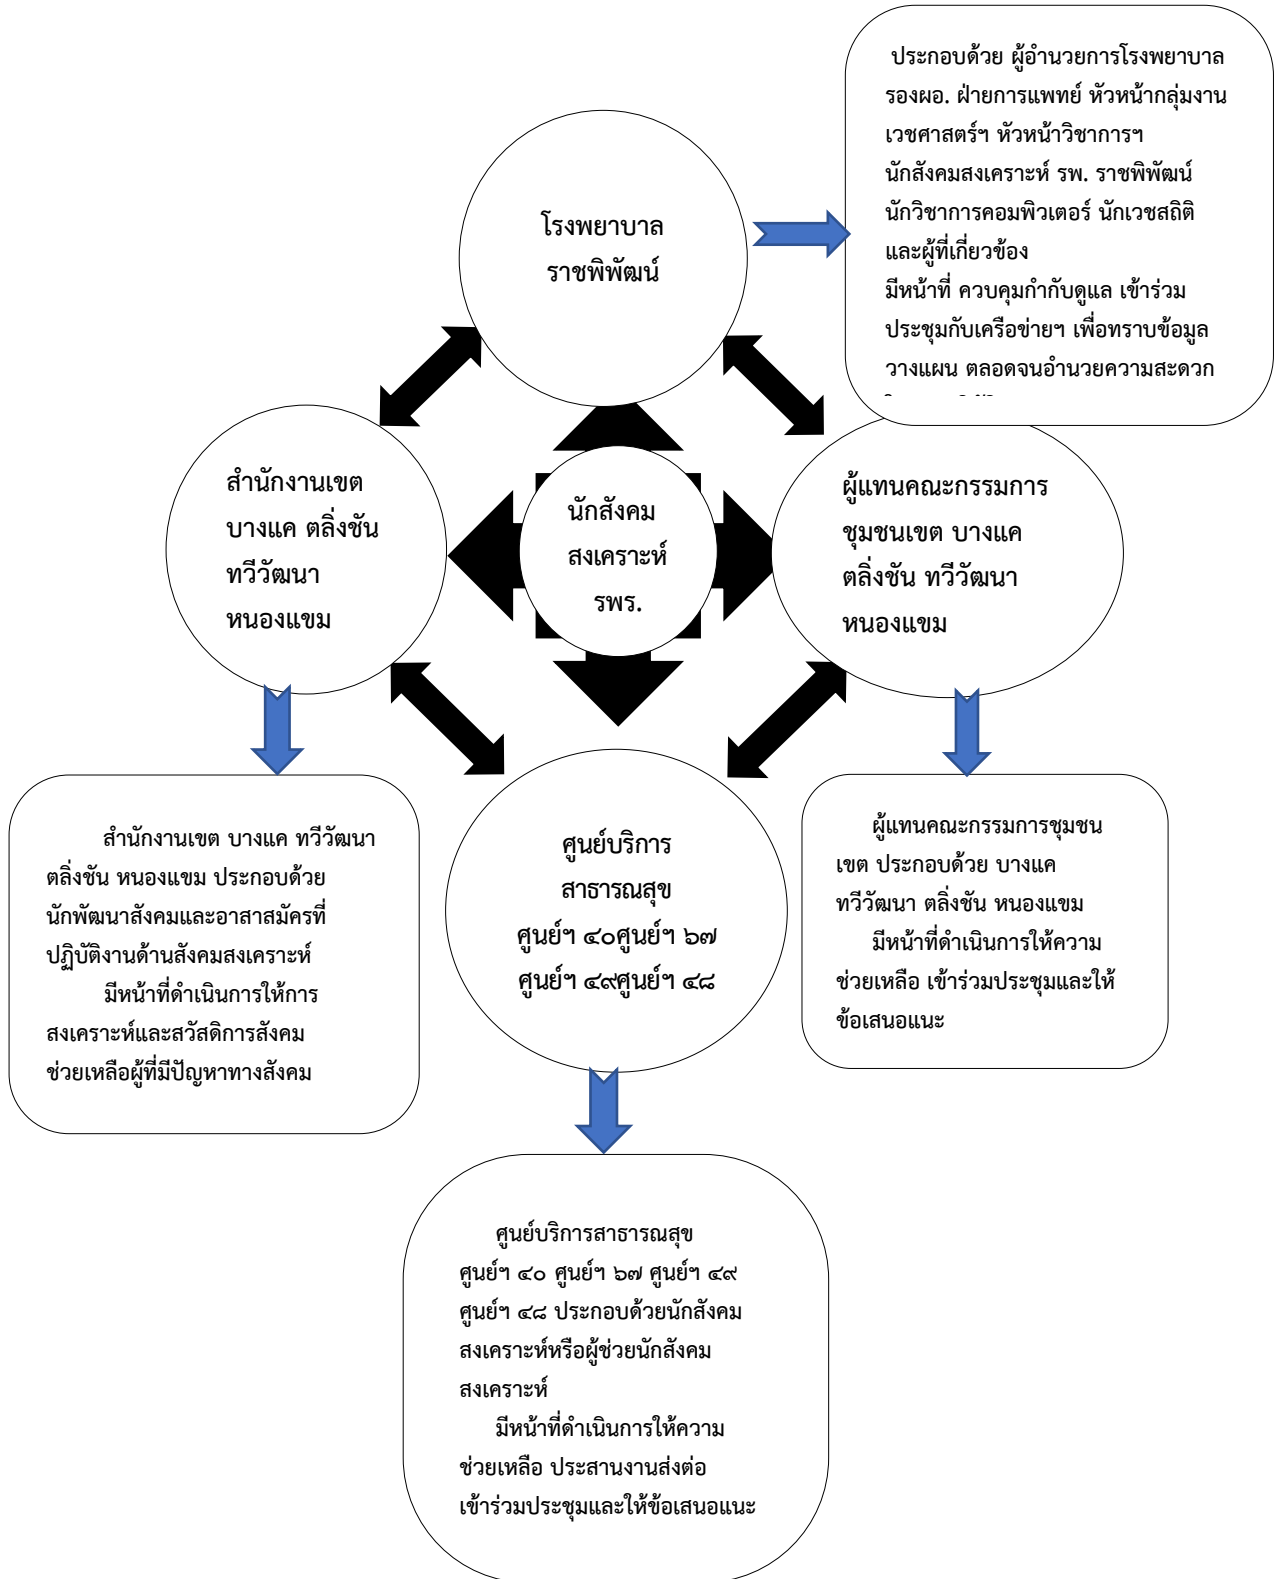 ประกอบด้วย ผู้อำนวยการโรงพยาบาล
รองผอ. ฝ่ายการแพทย์ หัวหน้ากลุ่มงาน
เวชศาสตร์ฯ หัวหน้าวิชาการฯ
นักสังคมสงเคราะห์ รพ. ราชพิพัฒน์
นักวิชาการคอมพิวเตอร์ นักเวชสถิติ
และผู้ที่เกี่ยวข้อง
มีหน้าที่ ควบคุมกำกับดูแล เข้าร่วม
ประชุมกับเครือข่ายฯ เพื่อทราบข้อมูล
วางแผน ตลอดจนอำนวยความสะดวก
โรงพยาบาล
ราชพิพัฒน์
สำนักงานเขต
บางแค ตลิ่งชัน
ทวีวัฒนา
หนองแขม
นักสังคม
สงเคราะห์
รพร.
ผู้แทนคณะกรรมการ
ชุมชนเขต บางแค
ตลิ่งชัน ทวีวัฒนา
หนองแขม
ศูนย์บริการ
สาธารณสุข
ศูนย์ฯ ๔๐ศูนย์ฯ ๖๗
ศูนย์ฯ ๔๙ศูนย์ฯ ๔๘
สำนักงานเขต บางแค ทวีวัฒนา
ตลิ่งชัน หนองแขม ประกอบด้วย
นักพัฒนาสังคมและอาสาสมัครที่
ปฏิบัติงานด้านสังคมสงเคราะห์
มีหน้าที่ดำเนินการให้การ
สงเคราะห์และสวัสดิการสังคม
ช่วยเหลือผู้ที่มีปัญหาทางสังคม
ผู้แทนคณะกรรมการชุมชน
เขต ประกอบด้วย บางแค
ทวีวัฒนา ตลิ่งชัน หนองแขม
มีหน้าที่ดำเนินการให้ความ
ช่วยเหลือ เข้าร่วมประชุมและให้
ข้อเสนอแนะ
ศูนย์บริการสาธารณสุข
ศูนย์ฯ ๔๐ ศูนย์ฯ ๖๗ ศูนย์ฯ ๔๙
ศูนย์ฯ ๔๘ ประกอบด้วยนักสังคม
สงเคราะห์หรือผู้ช่วยนักสังคม
สงเคราะห์
มีหน้าที่ดำเนินการให้ความ
ช่วยเหลือ ประสานงานส่งต่อ
เข้าร่วมประชุมและให้ข้อเสนอแนะ